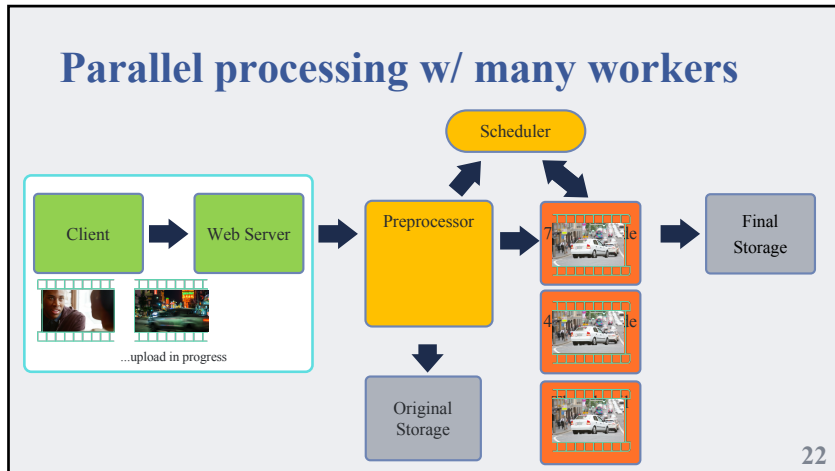 Parallel processing w/ many workers
Scheduler
Client
Web Server
Preprocessor
Final
Storage
...upload in progress
Original
Storage
22